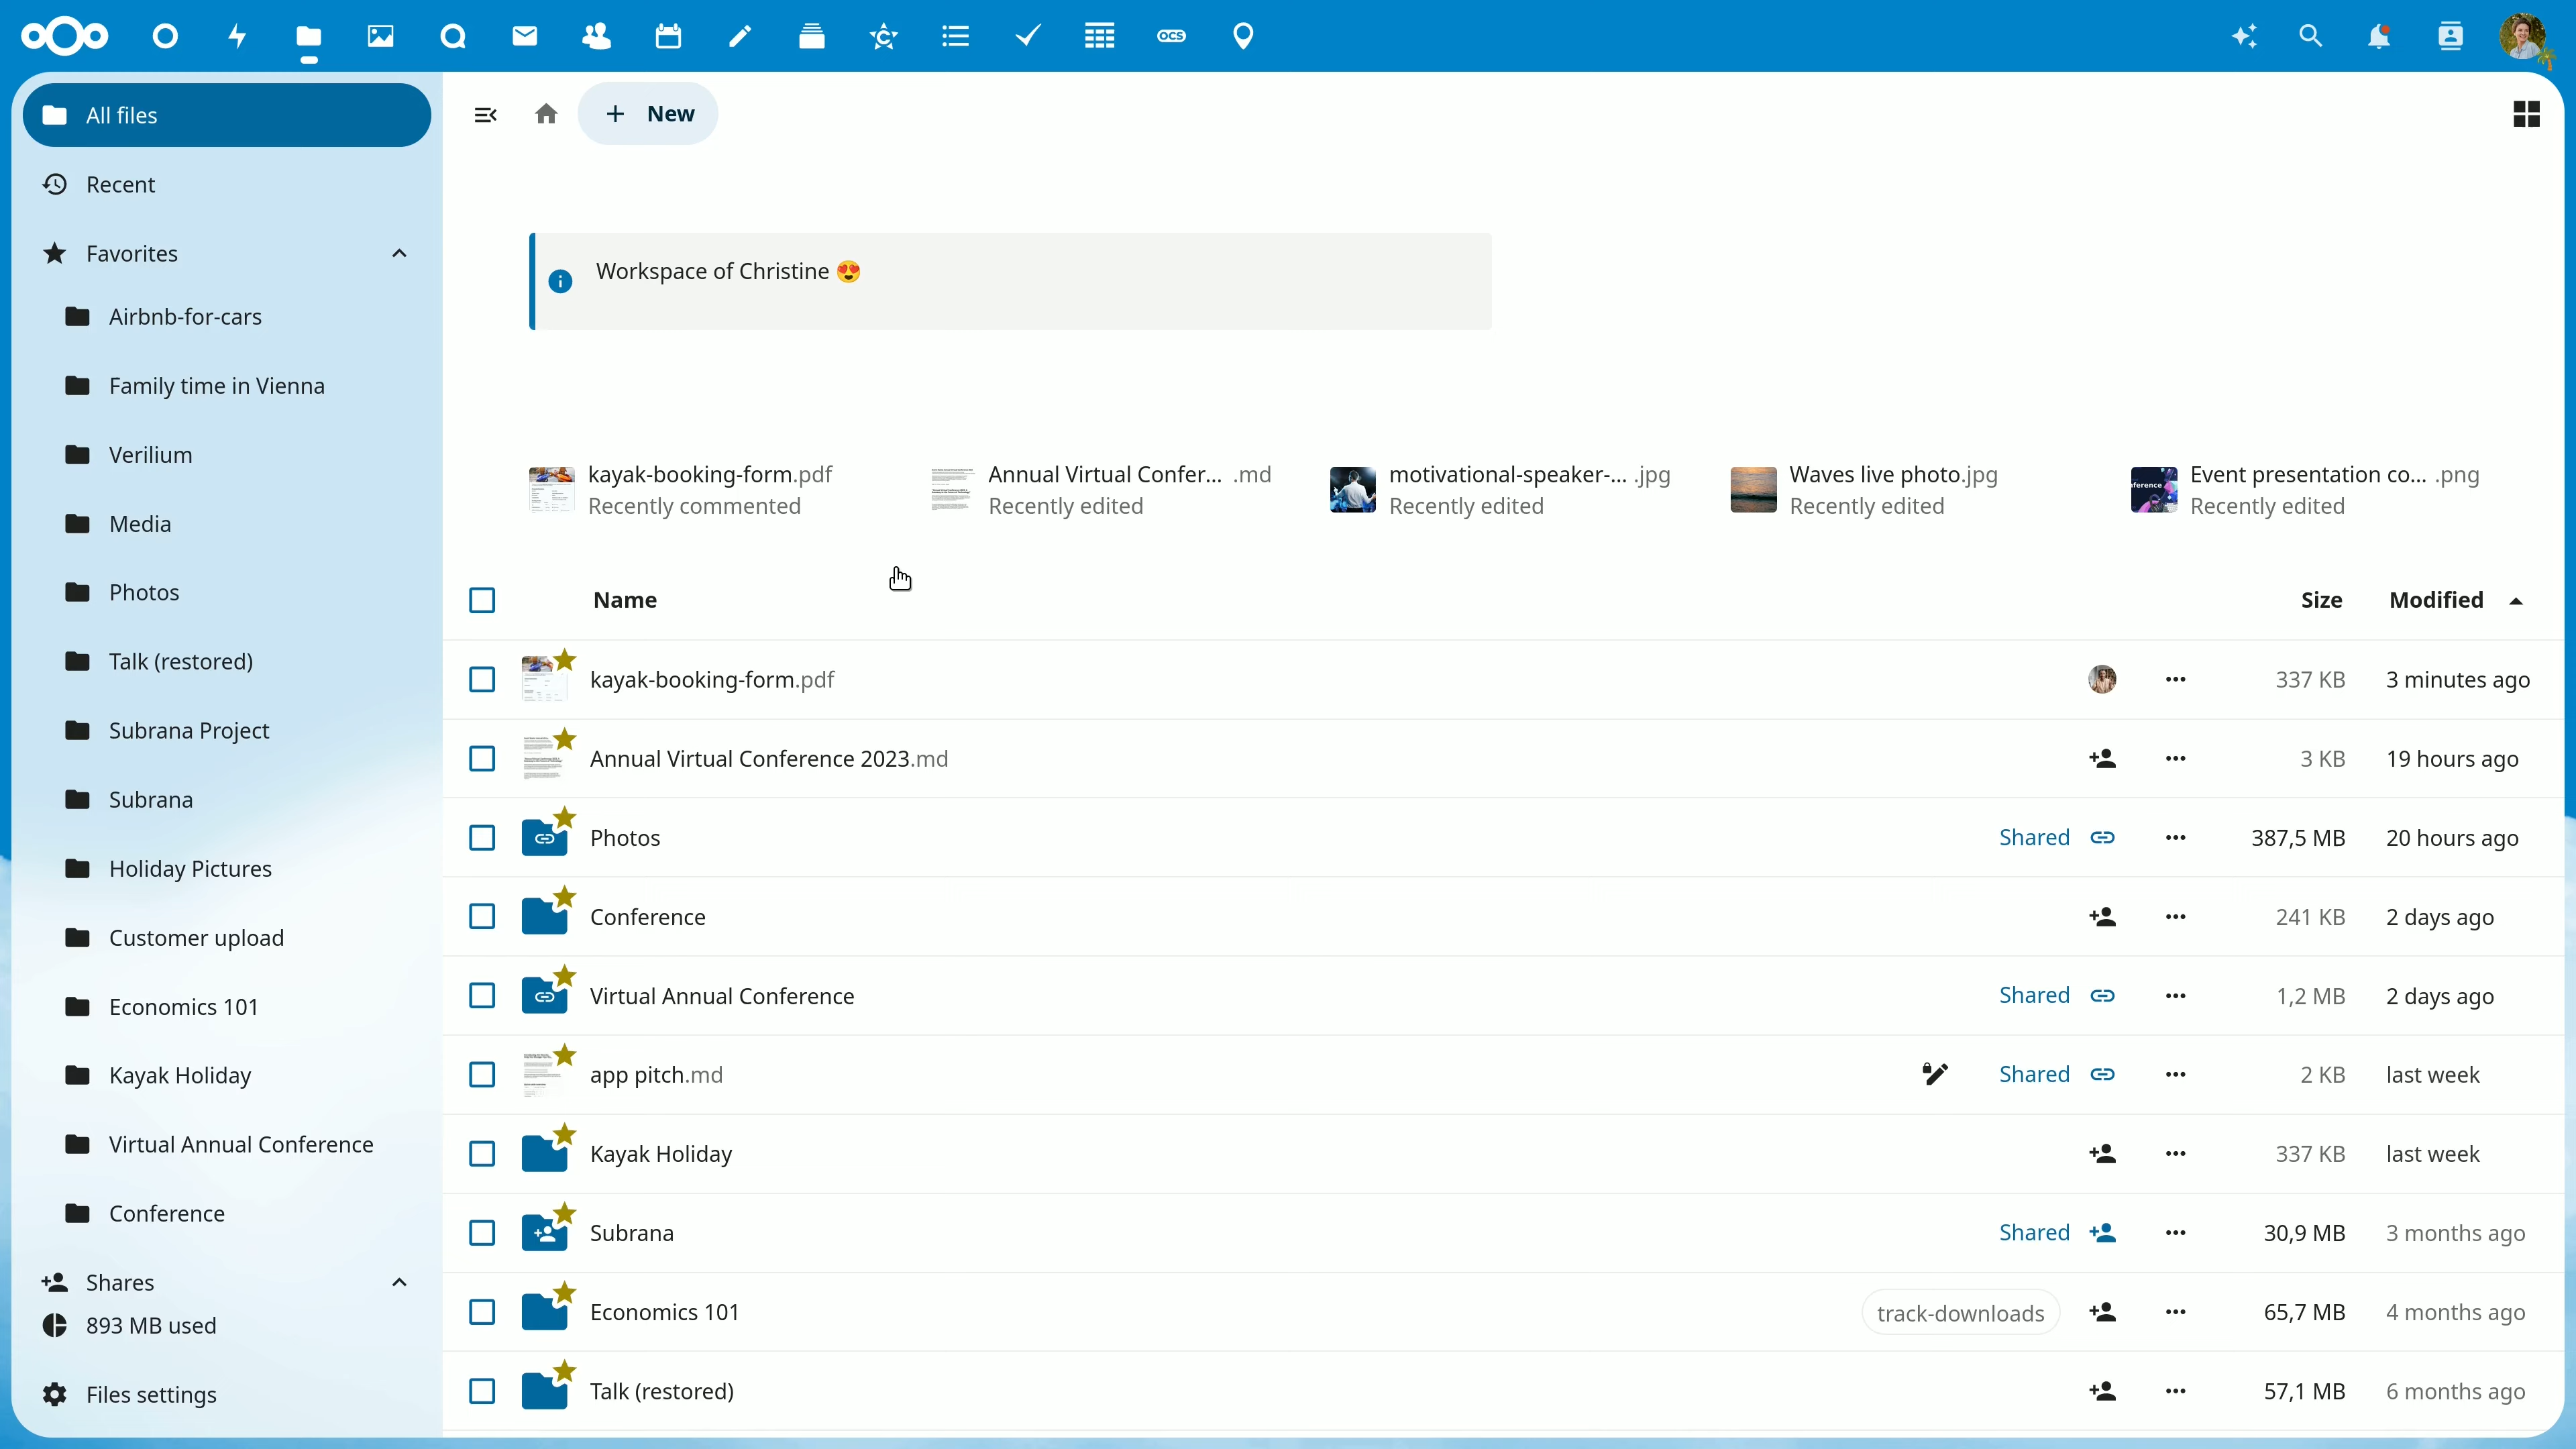 All files
Recent
Favorites
Airbnb-for-cars
Family time in Vienna
Verilium
Media
Photos
Talk (restored)
Subrana Project
Subrana
Holiday Pictures
Customer upload
Economics 101
Kayak Holiday
Virtual Annual Conference
Conference
Shares
893 MB used
Files settings
+ New
Workspace of Christine 😍
kayak-booking-form.pdf
Recently commented
Annual Virtual Confer... .md
Recently edited
motivational-speaker-... .jpg
Recently edited
Waves live photo.jpg
Recently edited
Event presentation co... .png
Recently edited
Name Size Modified
kayak-booking-form.pdf 337 KB 3 minutes ago
Annual Virtual Conference 2023.md 3 KB 19 hours ago
Photos Shared 387,5 MB 20 hours ago
Conference 241 KB 2 days ago
Virtual Annual Conference Shared 1,2 MB 2 days ago
app pitch.md Shared 2 KB last week
Kayak Holiday 337 KB last week
Subrana Shared 30,9 MB 3 months ago
Economics 101 track-downloads 65,7 MB 4 months ago
Talk (restored) 57,1 MB 6 months ago
OCS